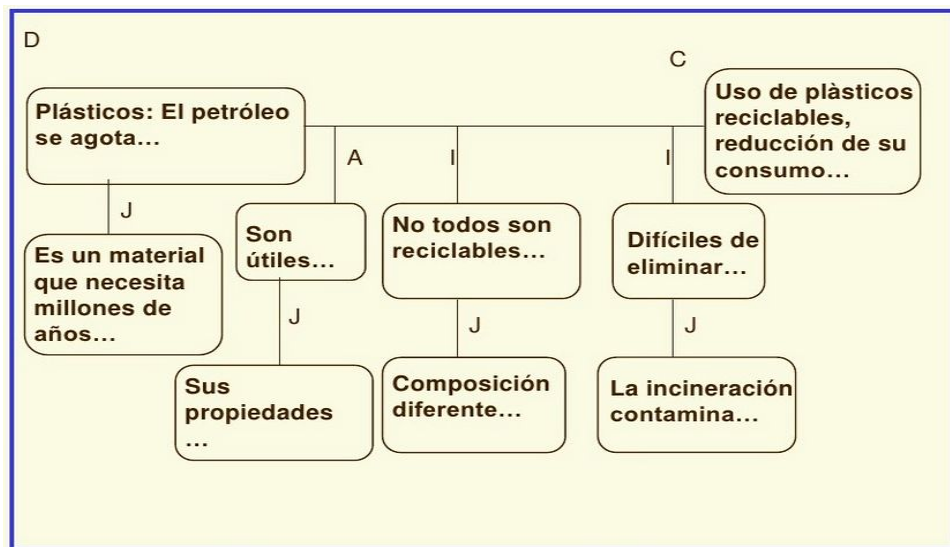 D
C
Plásticos: El petróleo
se agota...
Uso de plàsticos
reciclables,
reducción de su
consumo...
A
I
I
J
Es un material
que necesita
millones de
años...
Son
útiles...
No todos son
reciclables...
Difíciles de
eliminar...
J
J
J
Sus
propiedades
...
Composición
diferente...
La incineración
contamina...